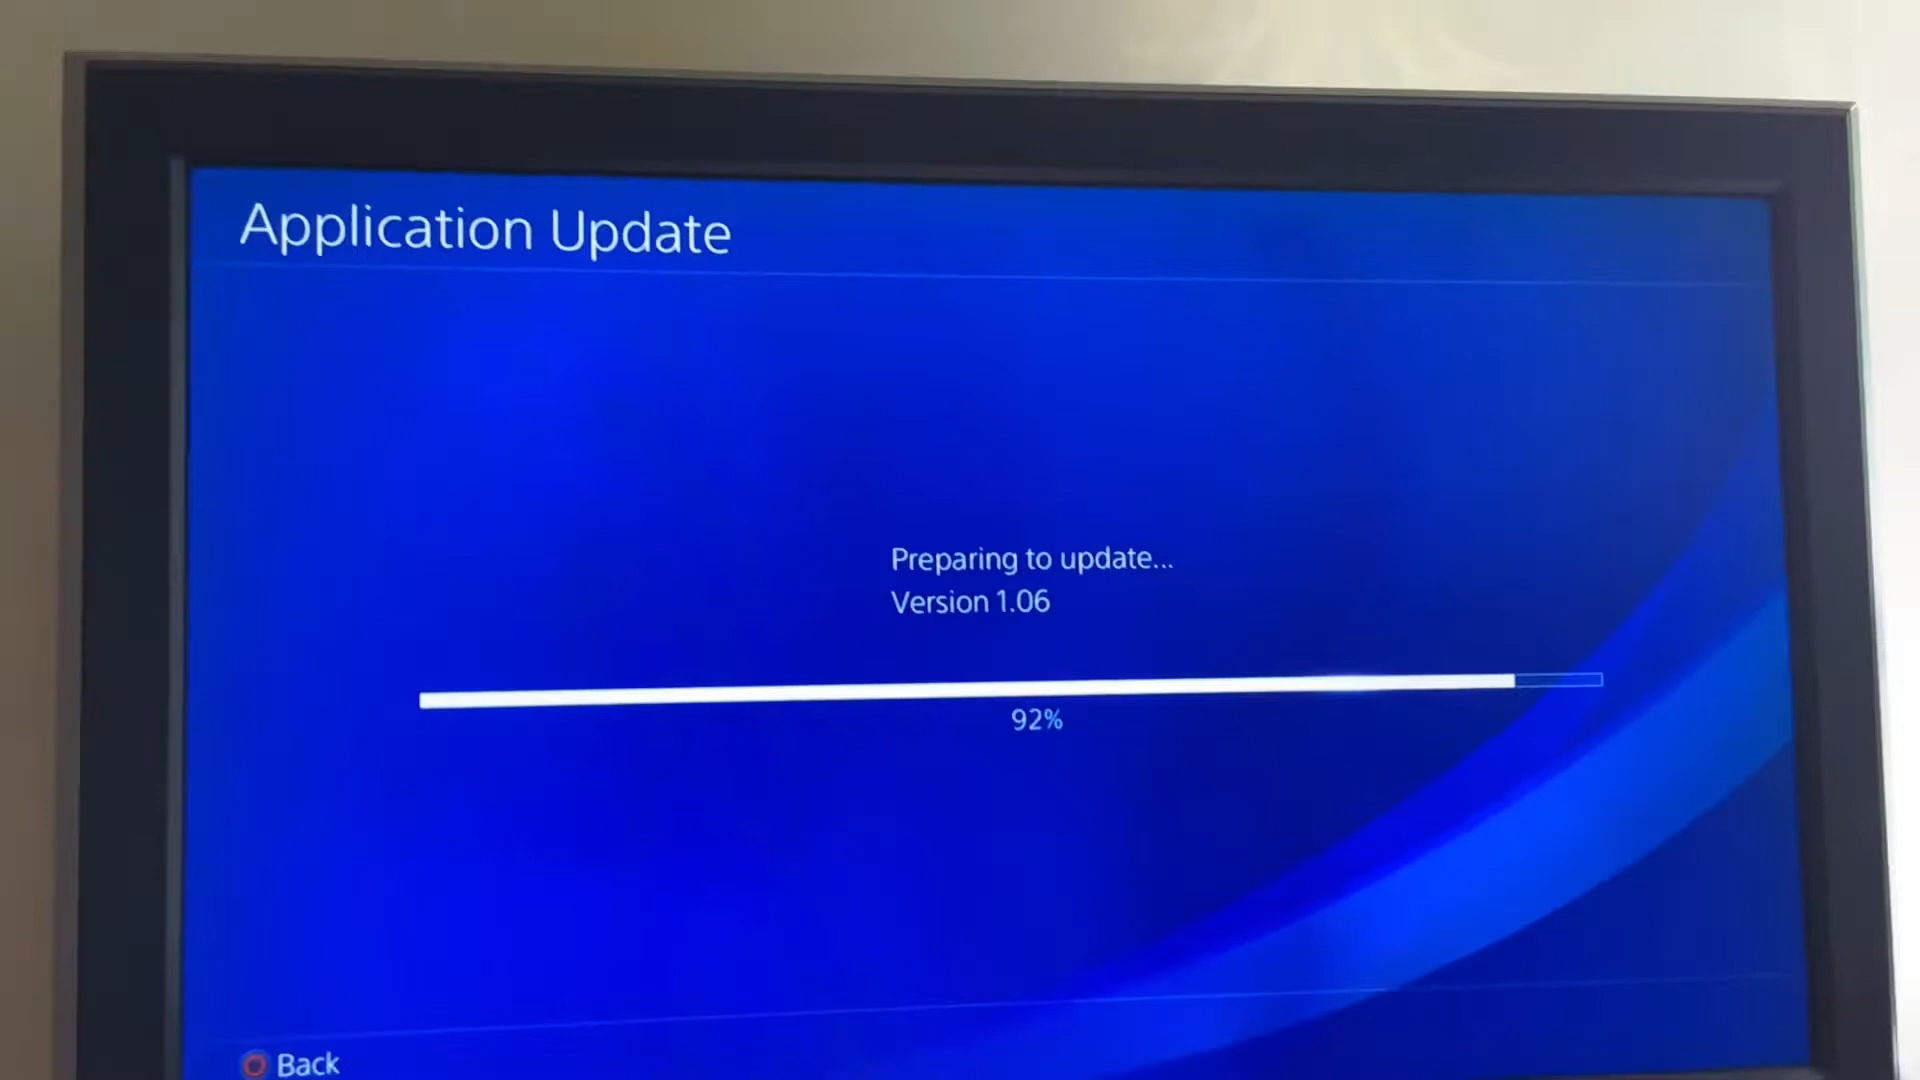 Application Update
Preparing to update...
Version 1.06
92%
Back